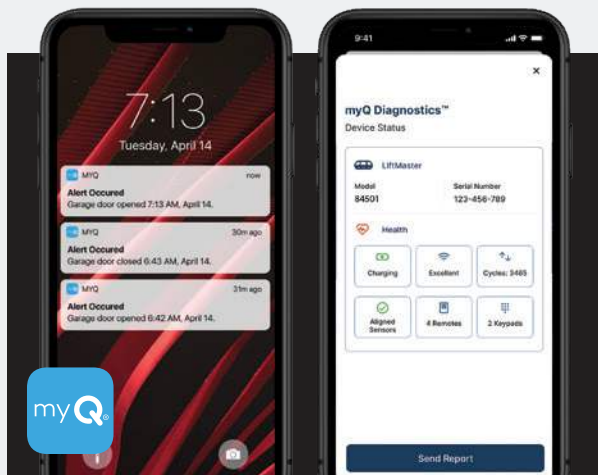 7:13
Tuesday, April 14
MYQ now
Alert Occured
Garage door opened 7:13 AM, April 14.
MYQ 30m ago
Alert Occured
Garage door closed 6:43 AM, April 14.
MYQ 31m ago
Alert Occured
Garage door opened 6:42 AM, April 14.
myQ®
9:41
×
myQ Diagnostics™
Device Status
LiftMaster
Model Serial Number
84501 123-456-789
Health
Charging Excellent Cycles: 3465
Aligned Sensors 4 Remotes 2 Keypads
Send Report